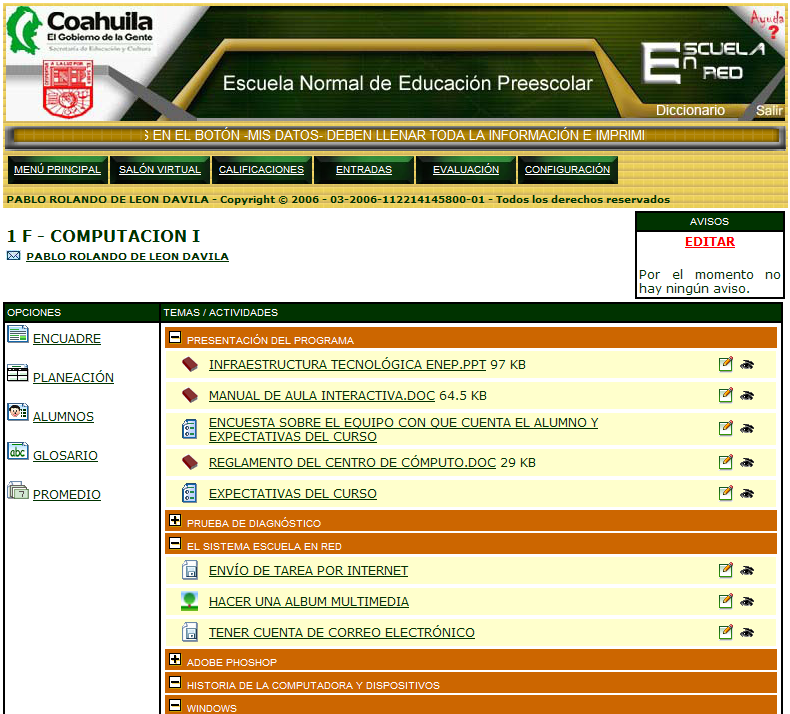 Coahuila
El Gobierno de la Gente
Secretaría de Educación y Cultura
Ayuda
?
Escuela Normal de Educación Preescolar
ESCUELA
EN
RED
Diccionario
Salir
S EN EL BOTÓN -MIS DATOS- DEBEN LLENAR TODA LA INFORMACIÓN E IMPRIMI
MENÚ PRINCIPAL
SALÓN VIRTUAL
CALIFICACIONES
ENTRADAS
EVALUACIÓN
CONFIGURACIÓN
PABLO ROLANDO DE LEON DAVILA - Copyright © 2006 - 03-2006-112214145800-01 - Todos los derechos reservados
1 F - COMPUTACION I
PABLO ROLANDO DE LEON DAVILA
AVISOS
EDITAR
Por el momento no
hay ningún aviso.
OPCIONES
ENCUADRE
PLANEACIÓN
ALUMNOS
abc GLOSARIO
PROMEDIO
TEMAS / ACTIVIDADES
PRESENTACIÓN DEL PROGRAMA
INFRAESTRUCTURA TECNOLÓGICA ENEP.PPT 97 KB
MANUAL DE AULA INTERACTIVA.DOC 64.5 KB
ENCUESTA SOBRE EL EQUIPO CON QUE CUENTA EL ALUMNO Y
EXPECTATIVAS DEL CURSO
REGLAMENTO DEL CENTRO DE CÓMPUTO.DOC 29 KB
EXPECTATIVAS DEL CURSO
PRUEBA DE DIAGNÓSTICO
EL SISTEMA ESCUELA EN RED
ENVÍO DE TAREA POR INTERNET
HACER UNA ALBUM MULTIMEDIA
TENER CUENTA DE CORREO ELECTRÓNICO
ADOBE PHOSHOP
HISTORIA DE LA COMPUTADORA Y DISPOSITIVOS
WINDOWS